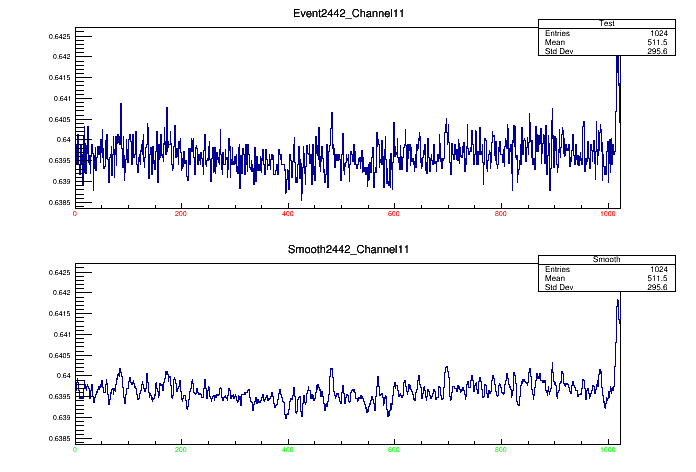 Event2442_Channel11
Test
Entries 1024
Mean 511.5
Std Dev 295.6
0.6425
0.642
0.6415
0.641
0.6405
0.64
0.6395
0.639
0.6385
0 200 400 600 800 1000
Smooth2442_Channel11
Smooth
Entries 1024
Mean 511.5
Std Dev 295.6
0.6425
0.642
0.6415
0.641
0.6405
0.64
0.6395
0.639
0.6385
0 200 400 600 800 1000